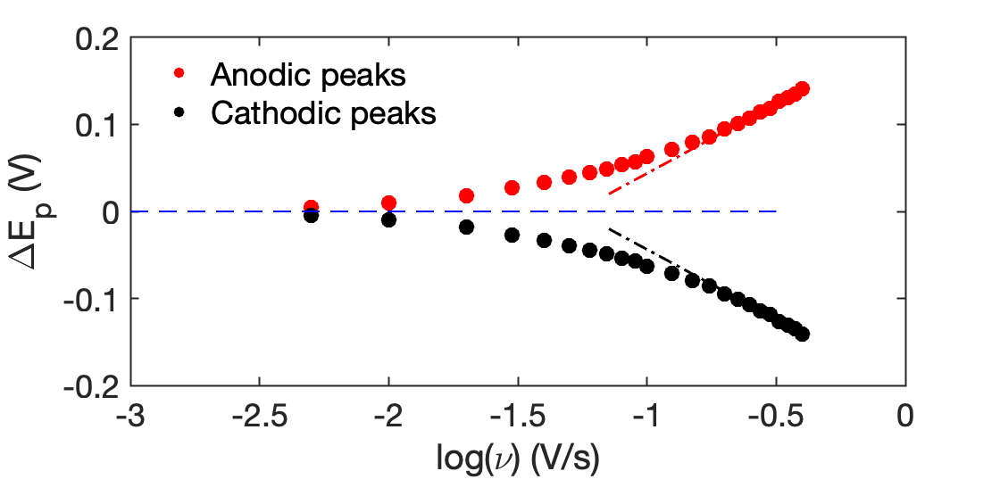 Anodic peaks
Cathodic peaks
ΔE_p (V)
0.2
0.1
0
-0.1
-0.2
-3 -2.5 -2 -1.5 -1 -0.5 0
log(ν) (V/s)